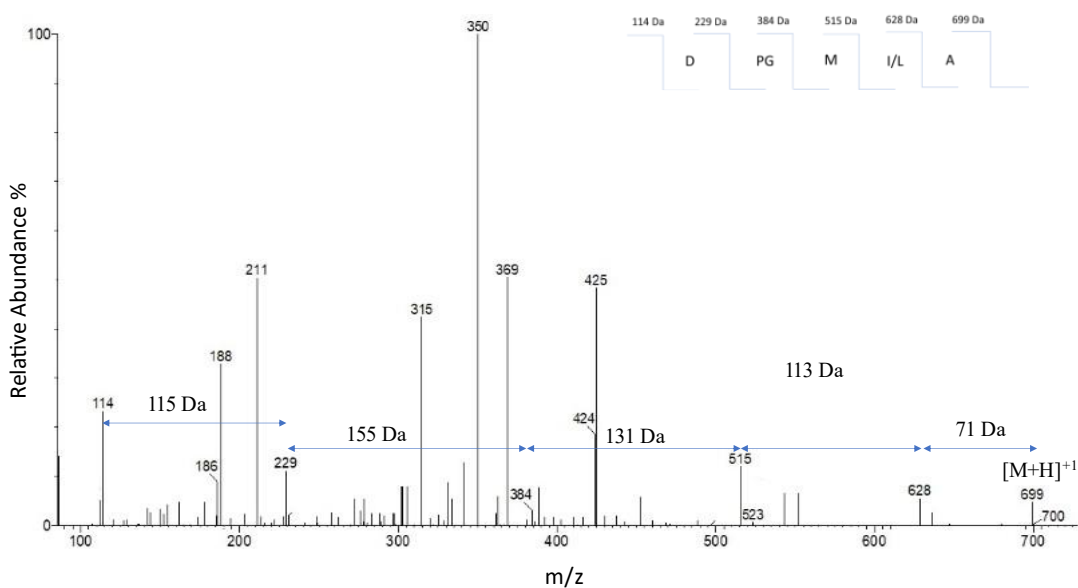 114 Da 229 Da 384 Da 515 Da 628 Da 699 Da
D PG M I/L A
Relative Abundance %
100
0
350
211
369
425
315
188
114
113 Da
115 Da
155 Da
131 Da
71 Da
424
186
229
384
515
523
628
[M+H]+1
699
700
100 200 300 400 500 600 700
m/z